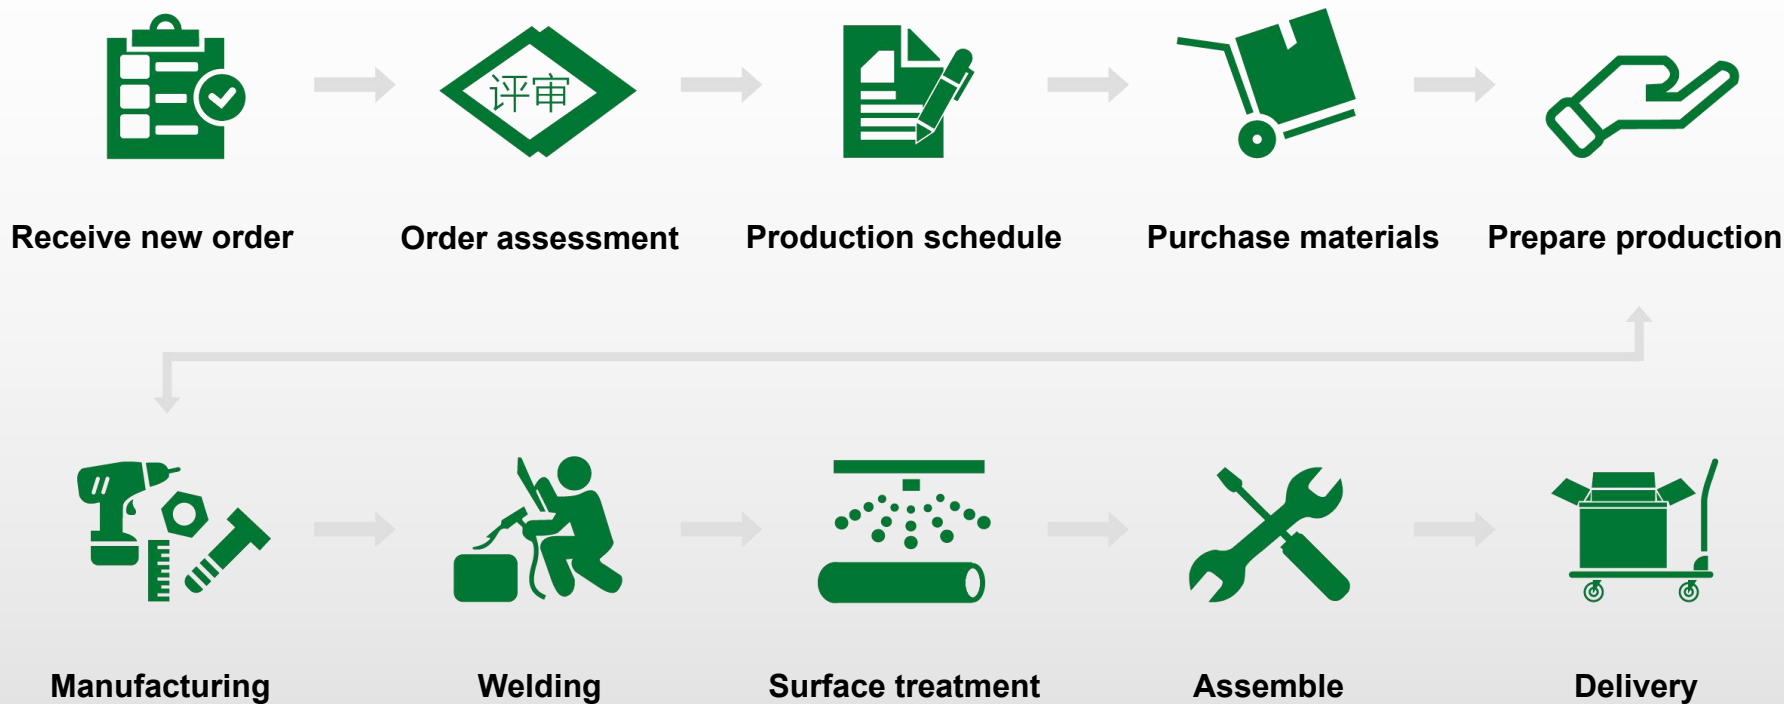 评审
Receive new order
Order assessment
Production schedule
Purchase materials
Prepare production
Manufacturing
Welding
Surface treatment
Assemble
Delivery